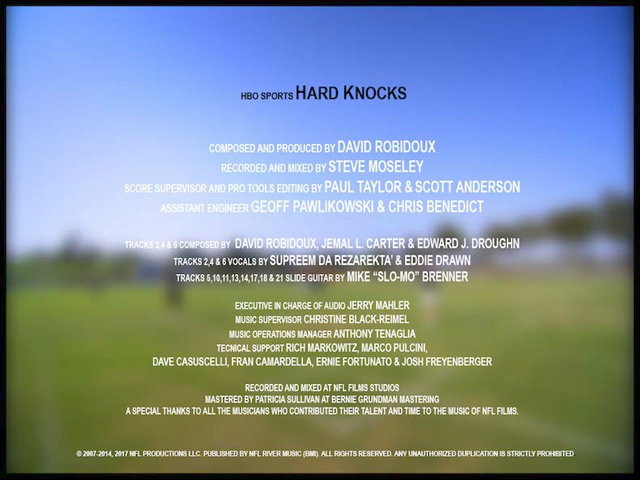 HBO SPORTS HARD KNOCKS
COMPOSED AND PRODUCED BY DAVID ROBIDOUX
RECORDED AND MIXED BY STEVE MOSELEY
SCORE SUPERVISOR AND PRO TOOLS EDITING BY PAUL TAYLOR & SCOTT ANDERSON
ASSISTANT ENGINEER GEOFF PAWLIKOWSKI & CHRIS BENEDICT
TRACKS 2,4 & 6 COMPOSED BY DAVID ROBIDOUX, JEMAL L. CARTER & EDWARD J. DROUGHN
TRACKS 2,4 & 6 VOCALS BY SUPREEM DA REZAREKTA' & EDDIE DRAWN
TRACKS 5,10,11,13,14,17,18 & 21 SLIDE GUITAR BY MIKE "SLO-MO" BRENNER
EXECUTIVE IN CHARGE OF AUDIO JERRY MAHLER
MUSIC SUPERVISOR CHRISTINE BLACK-REIMEL
MUSIC OPERATIONS MANAGER ANTHONY TENAGLIA
TECNICAL SUPPORT RICH MARKOWITZ, MARCO PULCINI,
DAVE CASUSCELLI, FRAN CAMARDELLA, ERNIE FORTUNATO & JOSH FREYENBERGER
RECORDED AND MIXED AT NFL FILMS STUDIOS
MASTERED BY PATRICIA SULLIVAN AT BERNIE GRUNDMAN MASTERING
A SPECIAL THANKS TO ALL THE MUSICIANS WHO CONTRIBUTED THEIR TALENT AND TIME TO THE MUSIC OF NFL FILMS.
© 2007-2014, 2017 NFL PRODUCTIONS LLC. PUBLISHED BY NFL RIVER MUSIC (BMI). ALL RIGHTS RESERVED. ANY UNAUTHORIZED DUPLICATION IS STRICTLY PROHIBITED